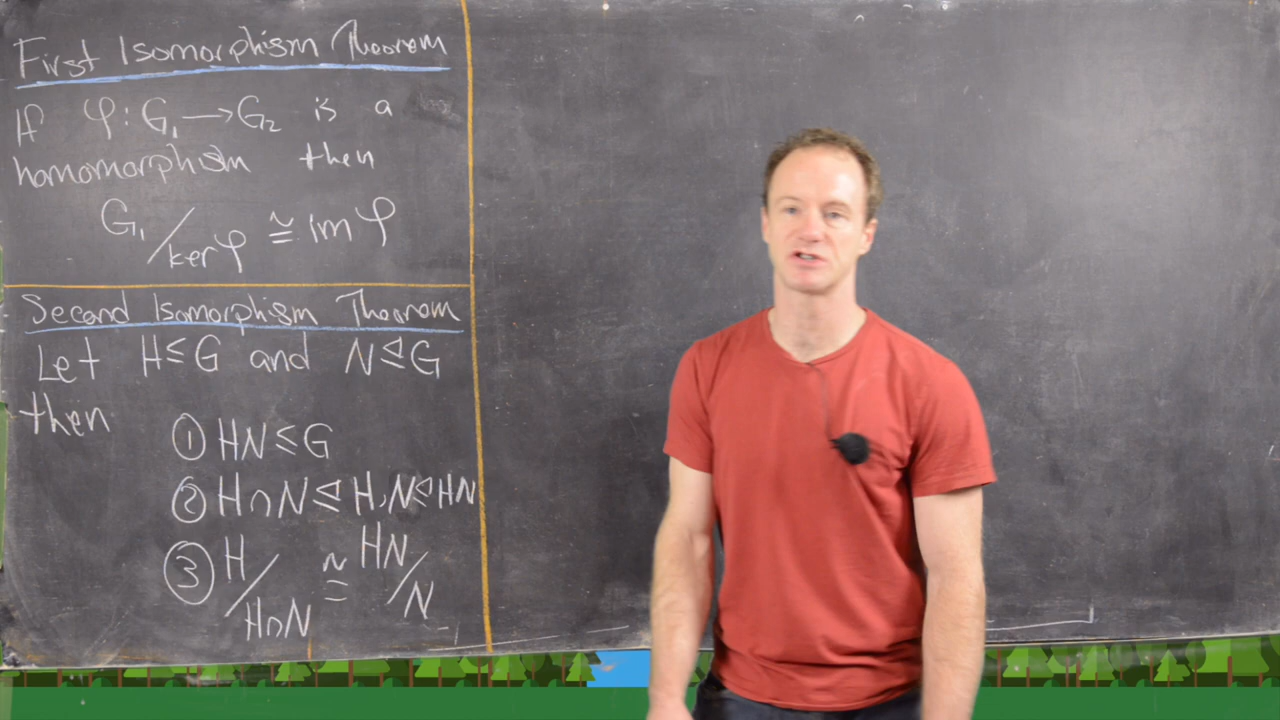 First Isomorphism Theorem
If φ: G₁ → G₂ is a
homomorphism then
G₁/ker φ ≅ im φ
Second Isomorphism Theorem
Let H ≤ G and N ⊴ G
then
① HN ≤ G
② H∩N ⊴ H, N ⊴ HN
③ H/H∩N ≅ HN/N